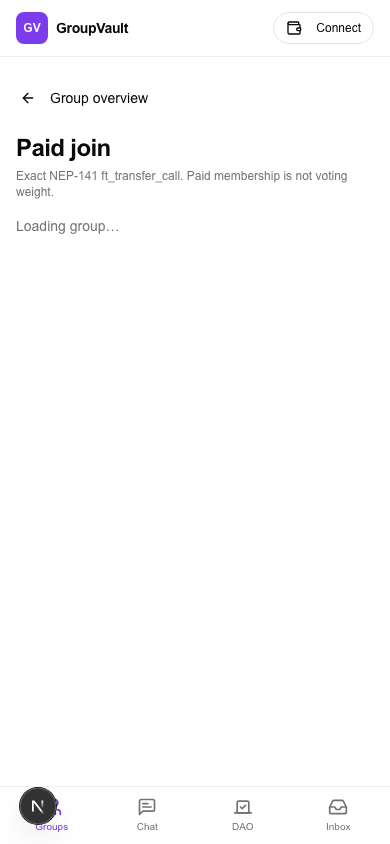 GV GroupVault Connect
Group overview
Paid join
Exact NEP-141 ft_transfer_call. Paid membership is not voting
weight.
Loading group…
N
Groups Chat DAO Inbox